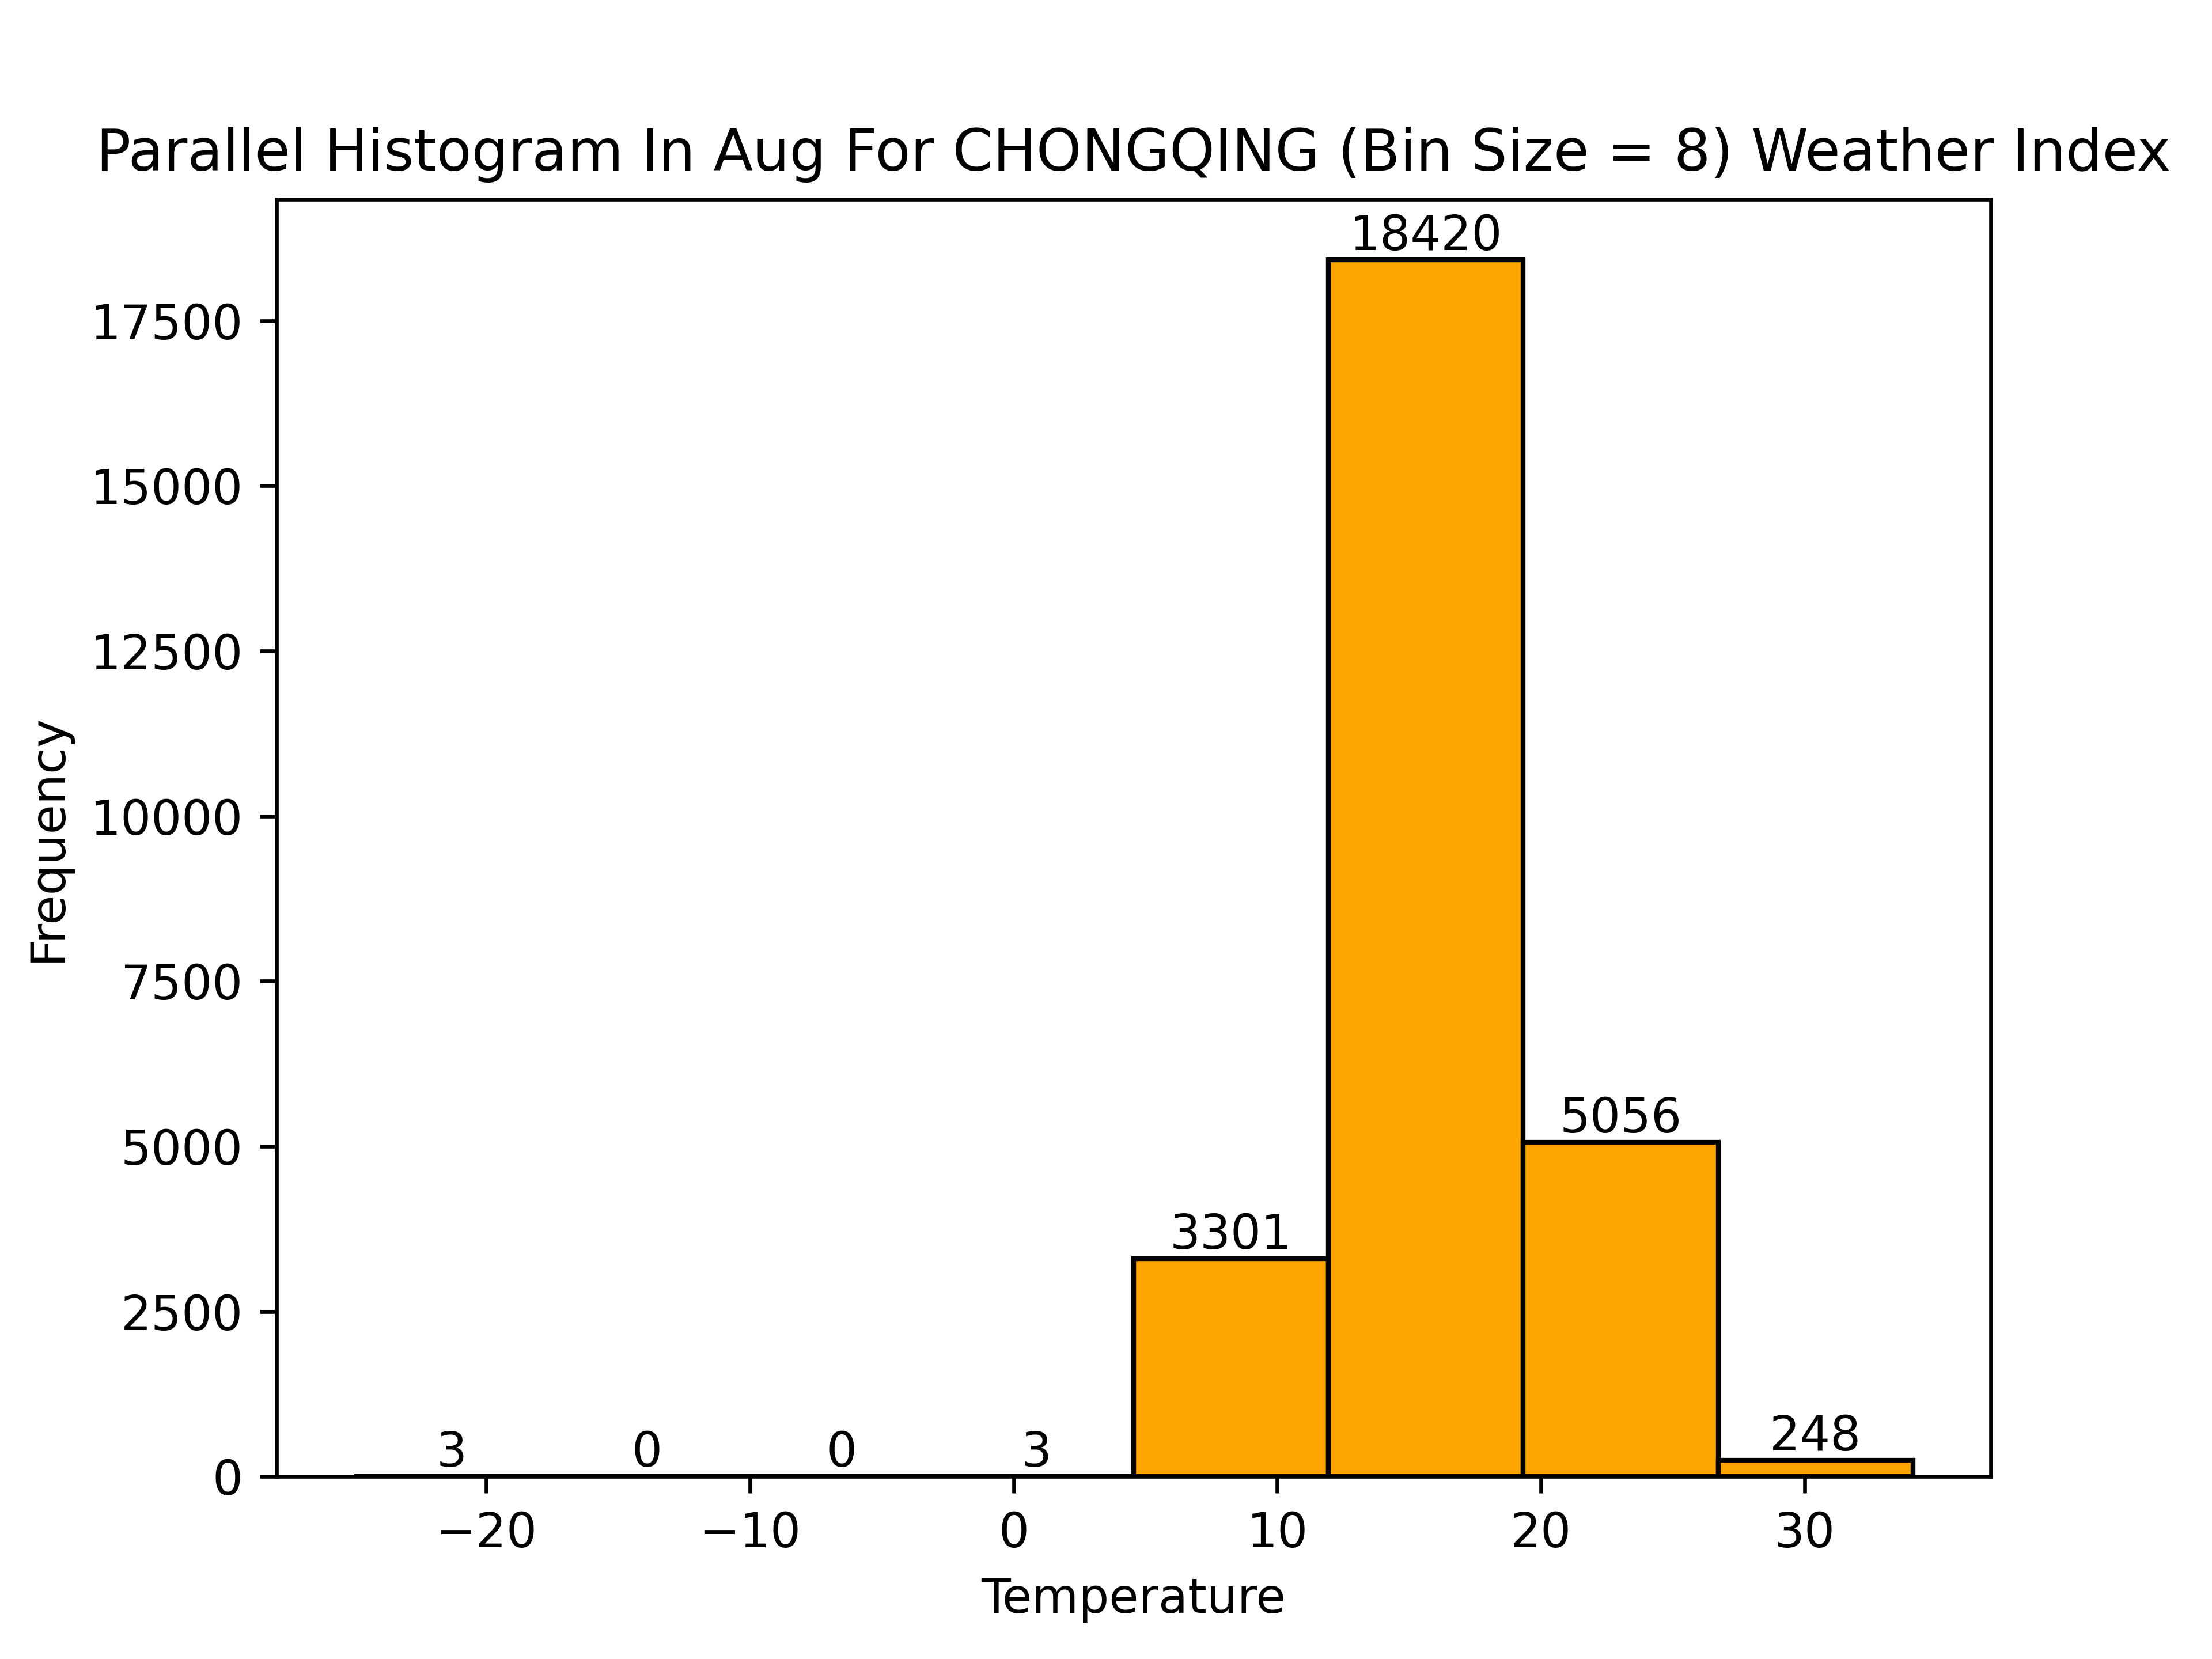 Parallel Histogram In Aug For CHONGQING (Bin Size = 8) Weather Index
18420
17500
15000
12500
10000
7500
5000
2500
0
Frequency
5056
3301
248
3 0 0 3
−20 −10 0 10 20 30
Temperature